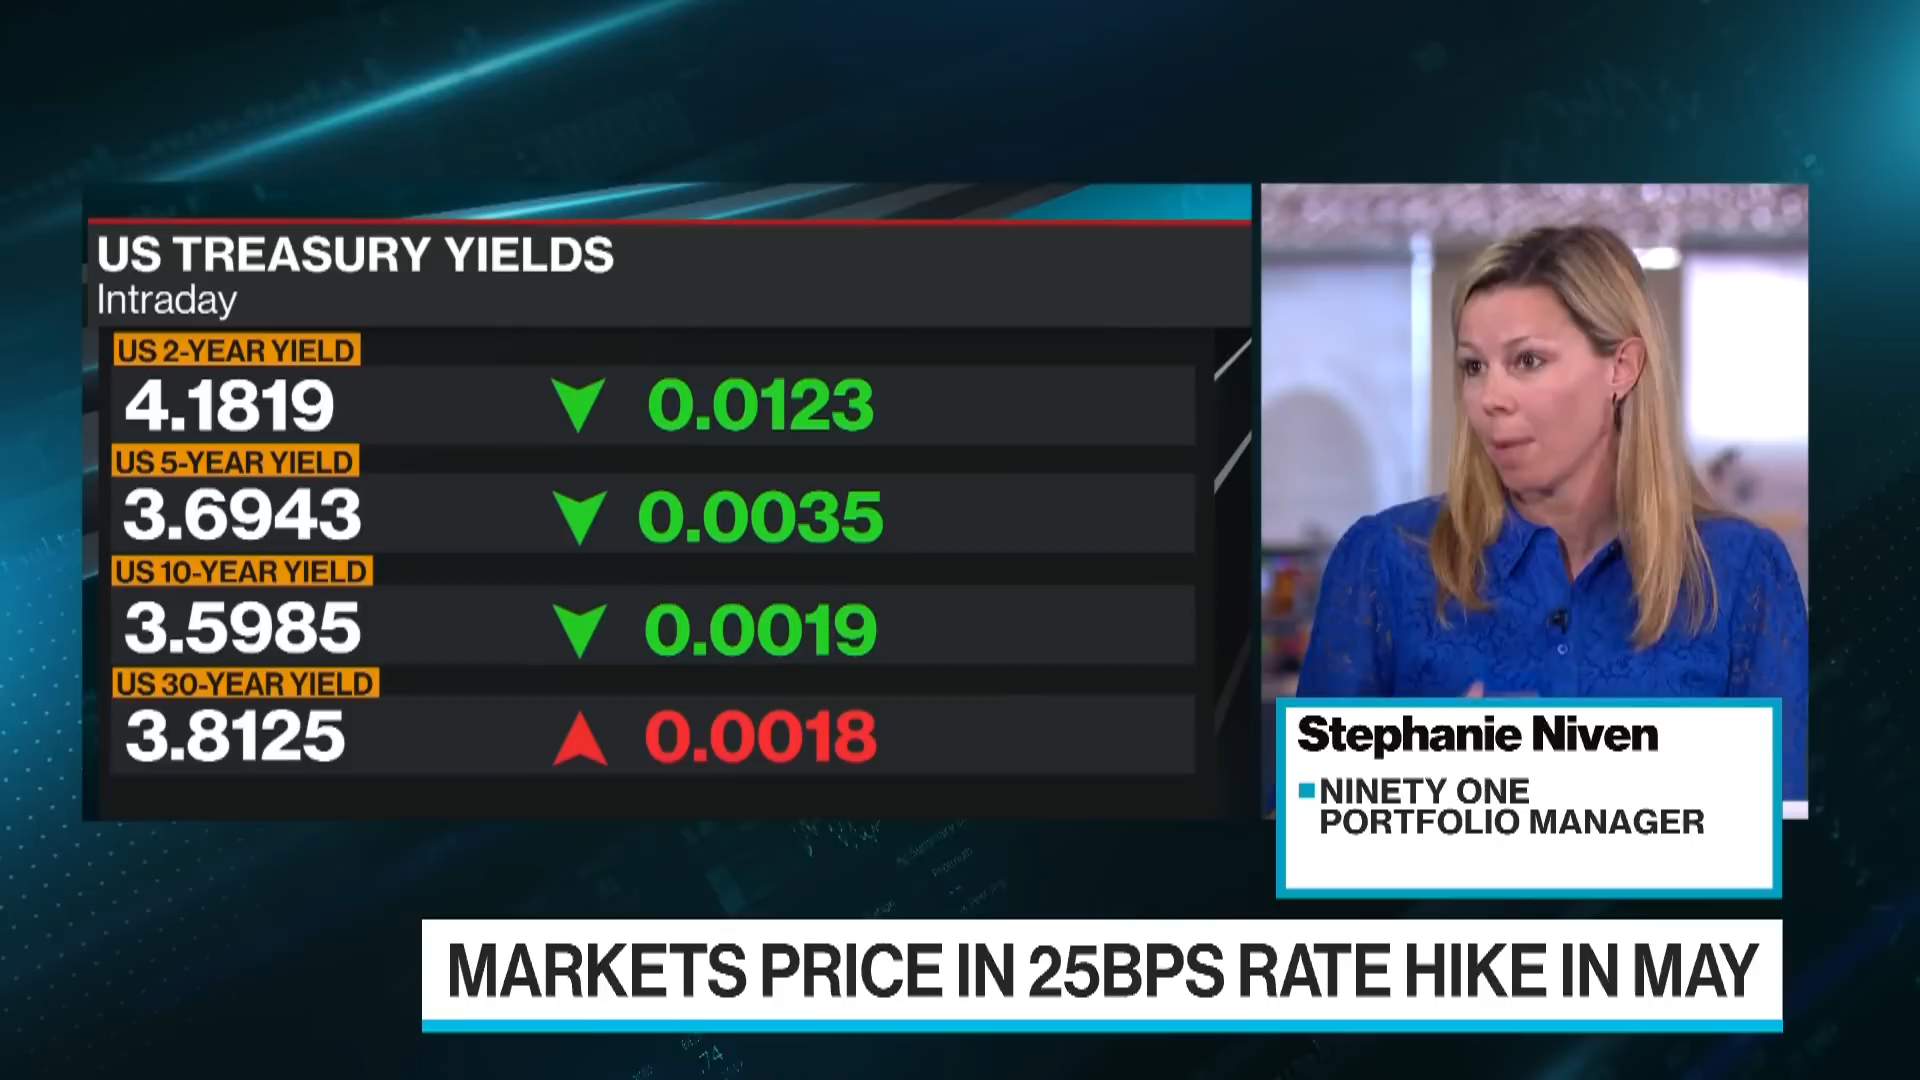 US TREASURY YIELDS
Intraday
US 2-YEAR YIELD
4.1819 0.0123
US 5-YEAR YIELD
3.6943 0.0035
US 10-YEAR YIELD
3.5985 0.0019
US 30-YEAR YIELD
3.8125 0.0018
Stephanie Niven
NINETY ONE
PORTFOLIO MANAGER
MARKETS PRICE IN 25BPS RATE HIKE IN MAY
74